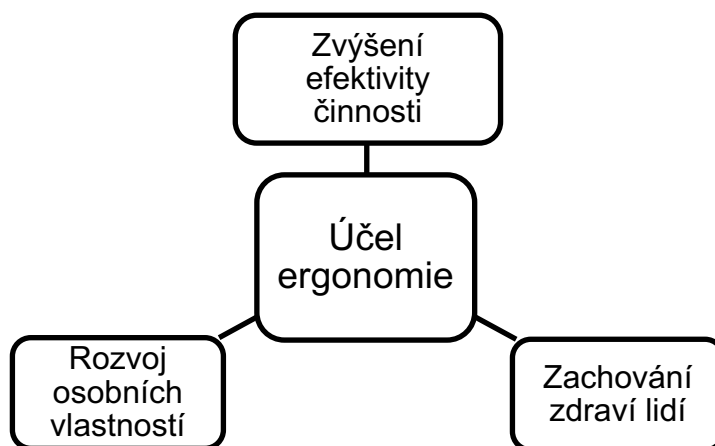 Zvýšení
efektivity
činnosti
Účel
ergonomie
Rozvoj
osobních
vlastností
Zachování
zdraví lidí